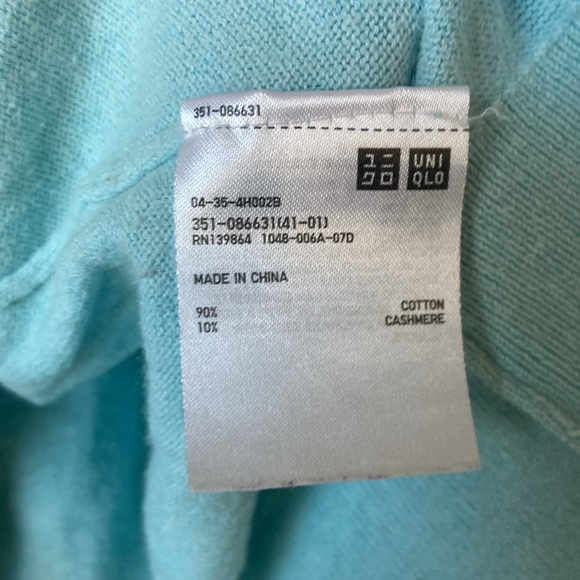 351-086631
ユニ UNI
クロ QLO
04-35-4H002B
351-086631(41-01)
RN139864 1048-006A-07D
MADE IN CHINA
90% COTTON
10% CASHMERE